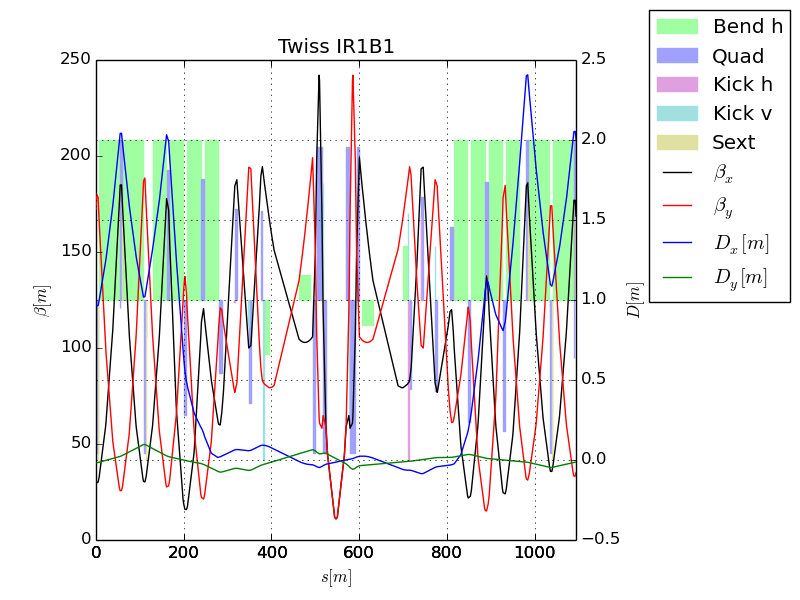 Twiss IR1B1
Bend h
Quad
Kick h
Kick v
Sext
βx
βy
Dx [m]
Dy [m]
250
200
150
100
50
0
β[m]
2.5
2.0
1.5
1.0
0.5
0.0
−0.5
D[m]
0 200 400 600 800 1000
s[m]